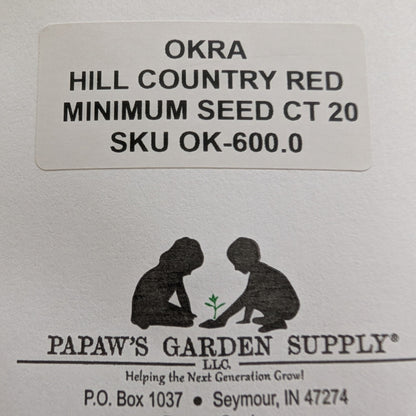 OKRA
HILL COUNTRY RED
MINIMUM SEED CT 20
SKU OK-600.0
PAPAW'S GARDEN SUPPLY®
LLC.
Helping the Next Generation Grow!
P.O. Box 1037 • Seymour, IN 47274